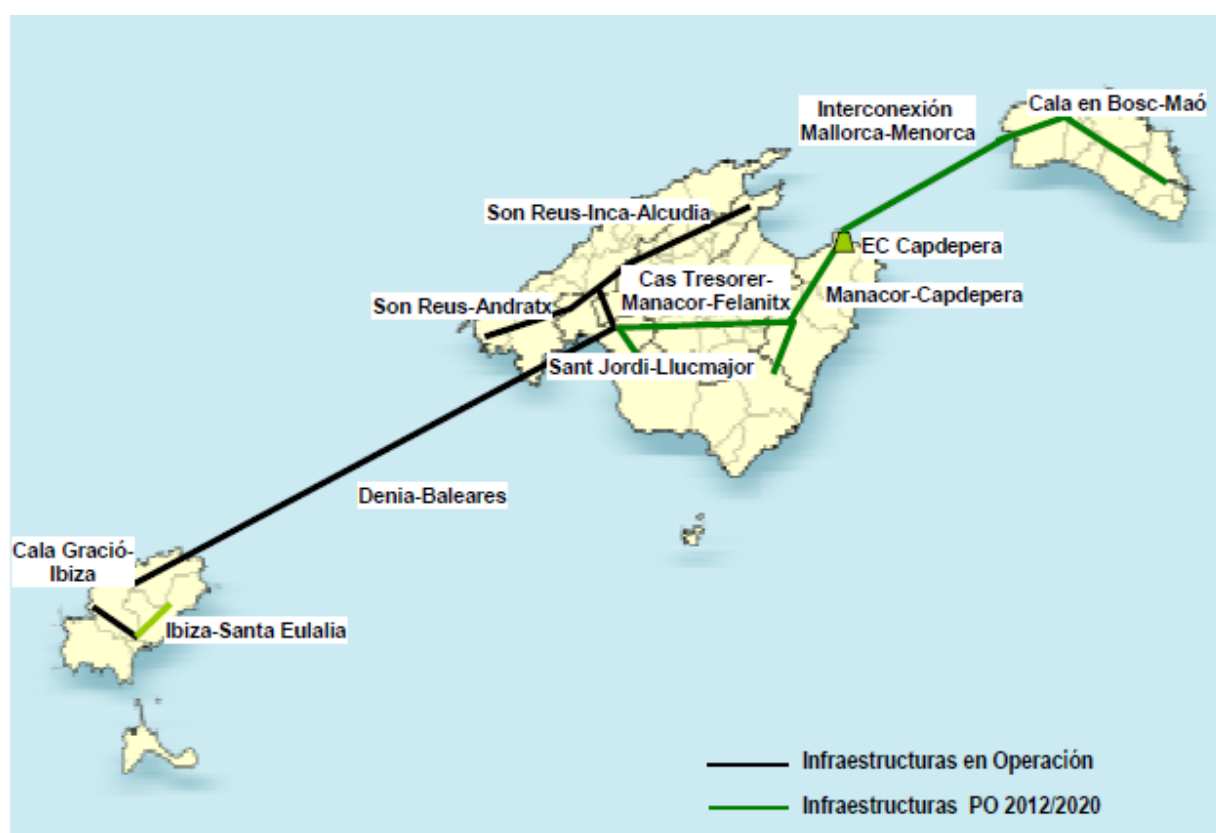 Interconexión
Mallorca-Menorca
Cala en Bosc-Maó
Son Reus-Inca-Alcudia
EC Capdepera
Cas Tresorer-
Manacor-Felanitx
Manacor-Capdepera
Son Reus-Andratx
Sant Jordi-Llucmajor
Denia-Baleares
Cala Gració-
Ibiza
Ibiza-Santa Eulalia
Infraestructuras en Operación
Infraestructuras PO 2012/2020